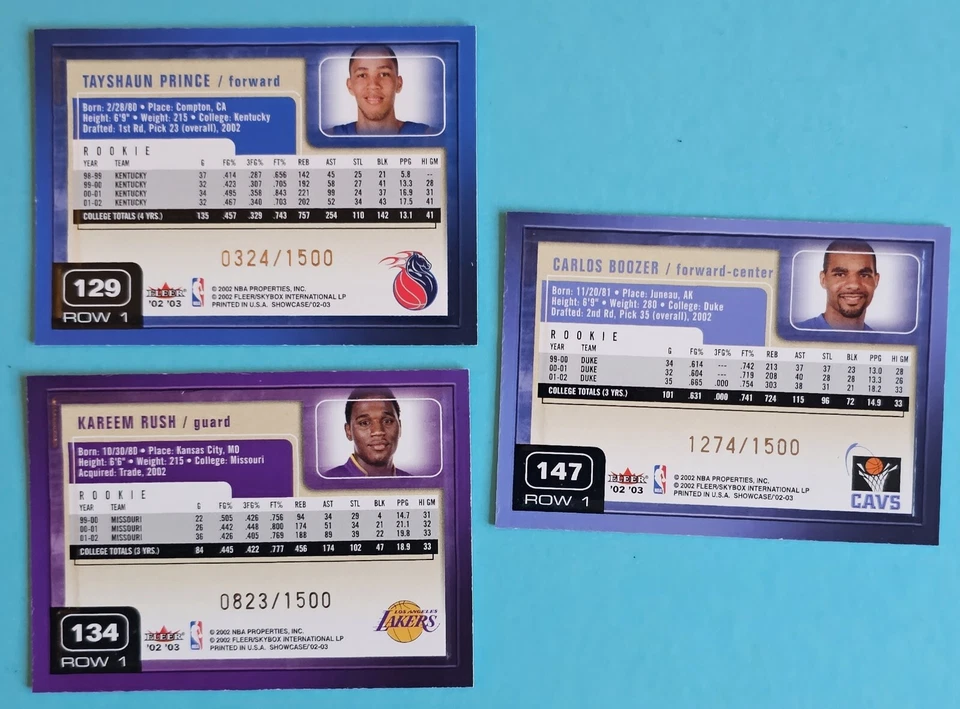 TAYSHAUN PRINCE / forward
Born: 2/28/80 • Place: Compton, CA
Height: 6'9" • Weight: 215 • College: Kentucky
Drafted: 1st Rd, Pick 23 (overall), 2002
ROOKIE
YEAR TEAM G FG% 3FG% FT% REB AST STL BLK PPG HI GM
98-99 KENTUCKY 37 .414 .287 .656 142 45 25 21 5.8 --
99-00 KENTUCKY 32 .423 .307 .705 192 58 27 41 13.3 28
00-01 KENTUCKY 34 .495 .358 .843 221 99 24 37 16.9 31
01-02 KENTUCKY 32 .467 .340 .703 202 52 34 43 17.5 41
COLLEGE TOTALS (4 YRS.) 135 .457 .329 .743 757 254 110 142 13.1 41
0324/1500
129
ROW 1
FLEER
'02 '03
NBA
© 2002 NBA PROPERTIES, INC.
© 2002 FLEER/SKYBOX INTERNATIONAL LP
PRINTED IN U.S.A. SHOWCASE/'02-03
KAREEM RUSH / guard
Born: 10/30/80 • Place: Kansas City, MO
Height: 6'6" • Weight: 215 • College: Missouri
Acquired: Trade, 2002
ROOKIE
YEAR TEAM G FG% 3FG% FT% REB AST STL BLK PPG HI GM
99-00 MISSOURI 22 .505 .426 .756 94 34 29 4 14.7 31
00-01 MISSOURI 26 .442 .448 .800 174 51 34 21 21.1 32
01-02 MISSOURI 36 .426 .405 .769 188 89 39 22 19.8 33
COLLEGE TOTALS (3 YRS.) 84 .445 .422 .777 456 174 102 47 18.9 33
0823/1500
134
ROW 1
FLEER
'02 '03
NBA
© 2002 NBA PROPERTIES, INC.
© 2002 FLEER/SKYBOX INTERNATIONAL LP
PRINTED IN U.S.A. SHOWCASE/'02-03
LOS ANGELES
LAKERS
CARLOS BOOZER / forward-center
Born: 11/20/81 • Place: Juneau, AK
Height: 6'9" • Weight: 280 • College: Duke
Drafted: 2nd Rd, Pick 35 (overall), 2002
ROOKIE
YEAR TEAM G FG% 3FG% FT% REB AST STL BLK PPG HI GM
99-00 DUKE 34 .614 --- .742 213 37 37 23 13.0 28
00-01 DUKE 32 .604 --- .719 208 40 28 28 13.3 26
01-02 DUKE 35 .665 .000 .754 303 38 31 21 18.2 33
COLLEGE TOTALS (3 YRS.) 101 .631 .000 .741 724 115 96 72 14.9 33
1274/1500
147
ROW 1
FLEER
'02 '03
NBA
© 2002 NBA PROPERTIES, INC.
© 2002 FLEER/SKYBOX INTERNATIONAL LP
PRINTED IN U.S.A. SHOWCASE/'02-03
CAVS